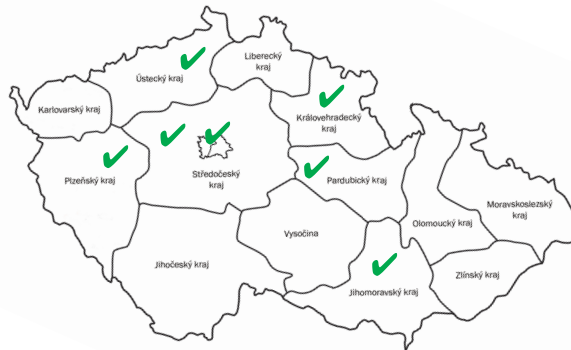 Liberecký
kraj
Ústecký kraj
Karlovarský kraj
Královehradecký
kraj
Plzeňský kraj
Středočeský
kraj
Pardubický kraj
Moravskoslezský
kraj
Olomoucký kraj
Vysočina
Jihočeský kraj
Zlínský kraj
Jihomoravský kraj